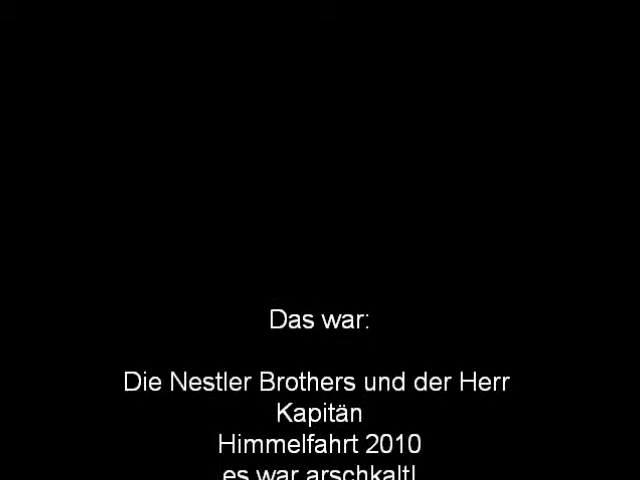 Das war:
Die Nestler Brothers und der Herr
Kapitän
Himmelfahrt 2010
es war arschkalt!